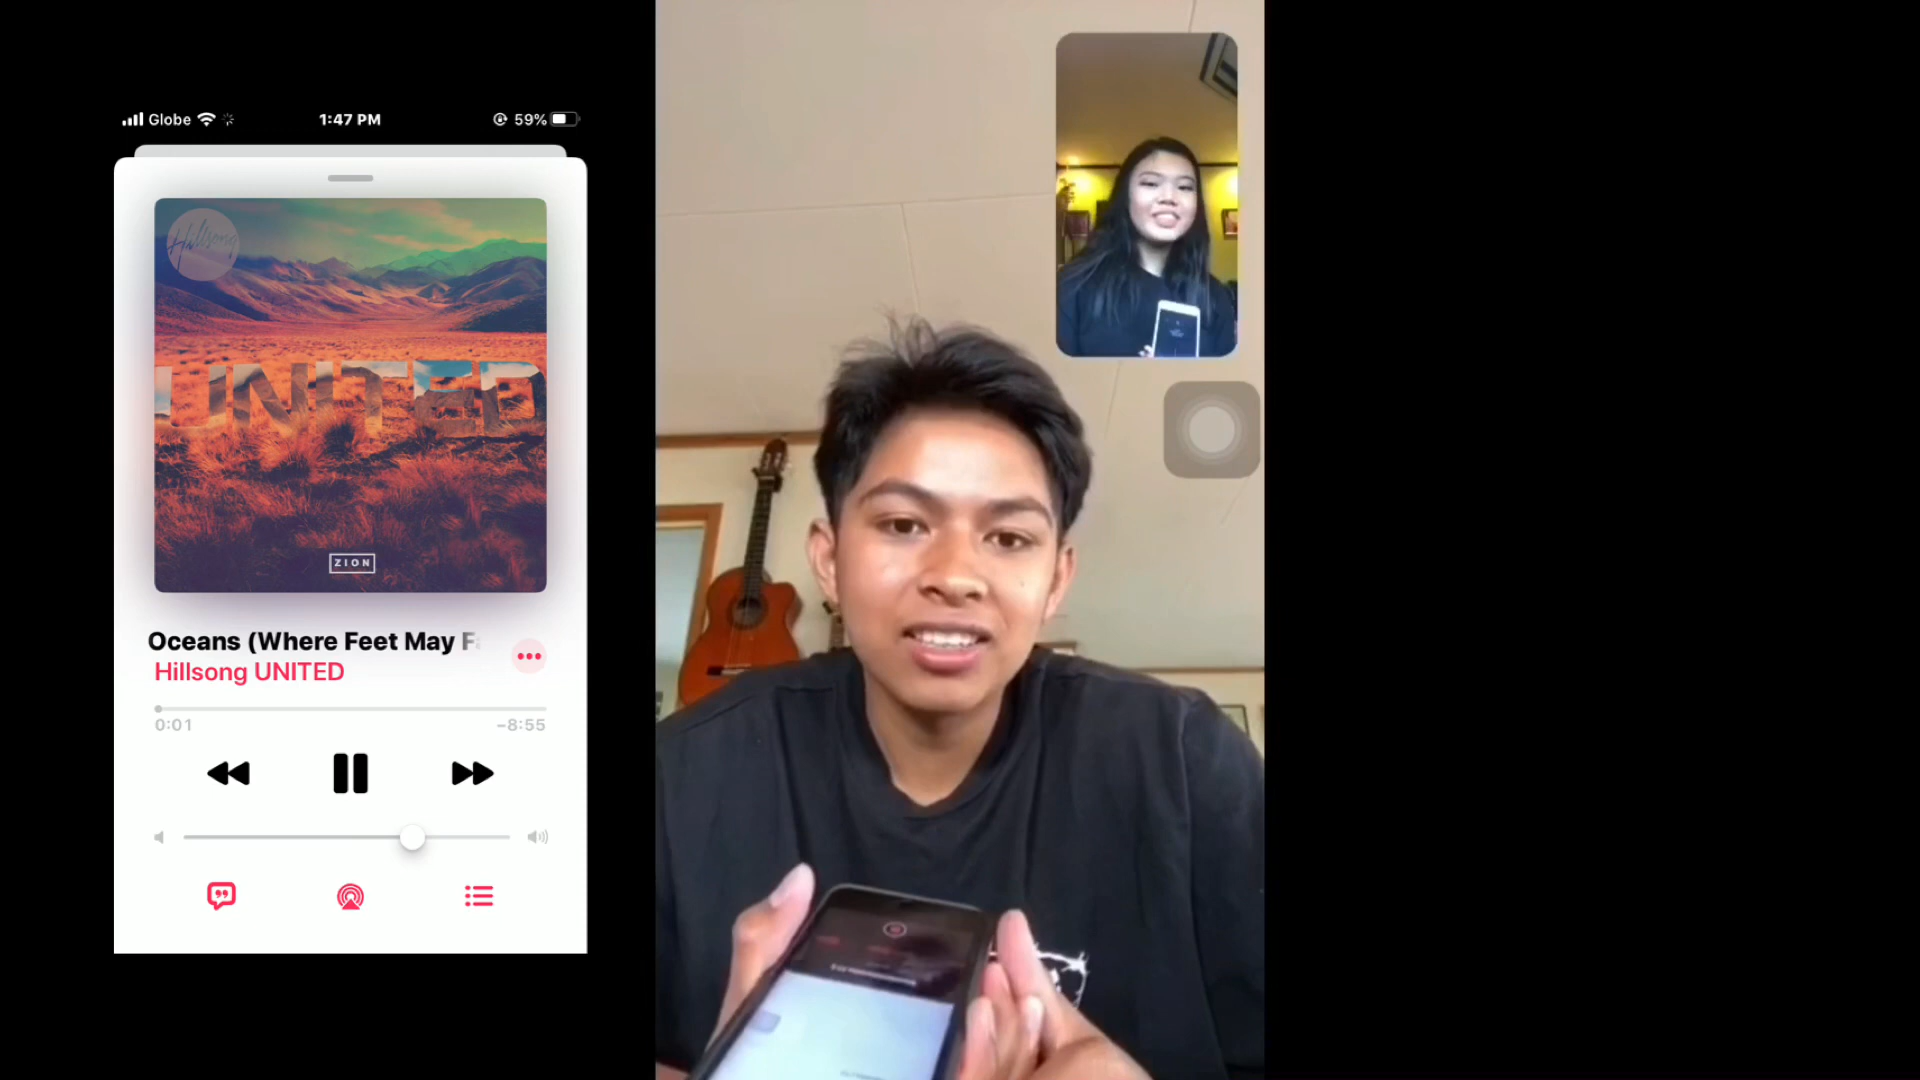 Globe
1:47 PM
59%
Hillsong
UNITED
ZION
Oceans (Where Feet May F
Hillsong UNITED
0:01
-8:55